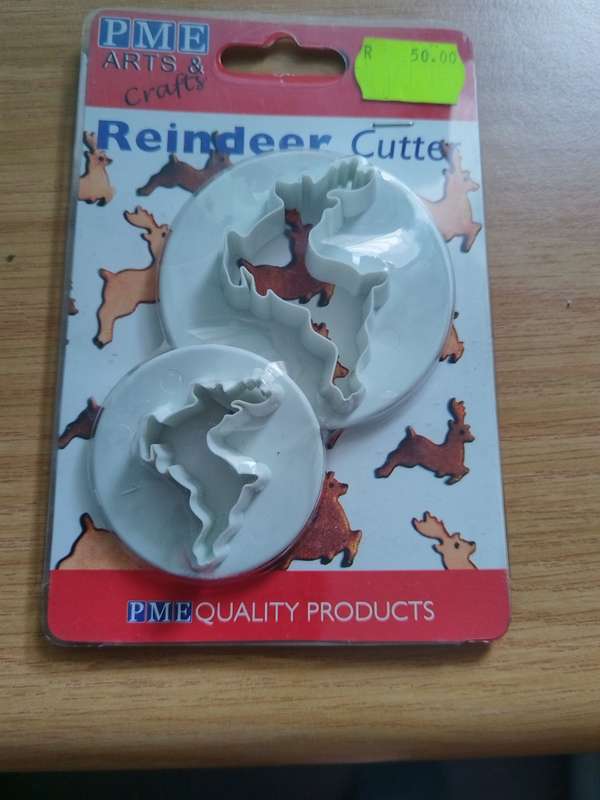 PME
ARTS &
Crafts
R 50.00
Reindeer Cutter
PME QUALITY PRODUCTS